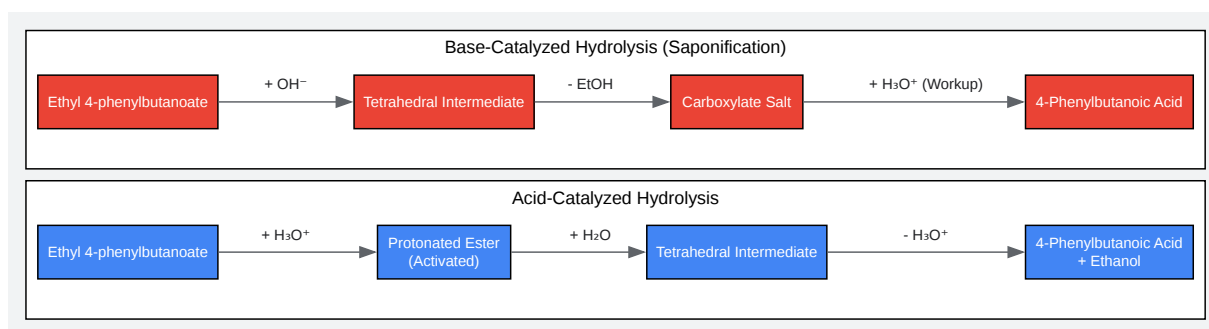 Base-Catalyzed Hydrolysis (Saponification)
Ethyl 4-phenylbutanoate
+ OH⁻
Tetrahedral Intermediate
- EtOH
Carboxylate Salt
+ H₃O⁺ (Workup)
4-Phenylbutanoic Acid
Acid-Catalyzed Hydrolysis
Ethyl 4-phenylbutanoate
+ H₃O⁺
Protonated Ester
(Activated)
+ H₂O
Tetrahedral Intermediate
- H₃O⁺
4-Phenylbutanoic Acid
+ Ethanol